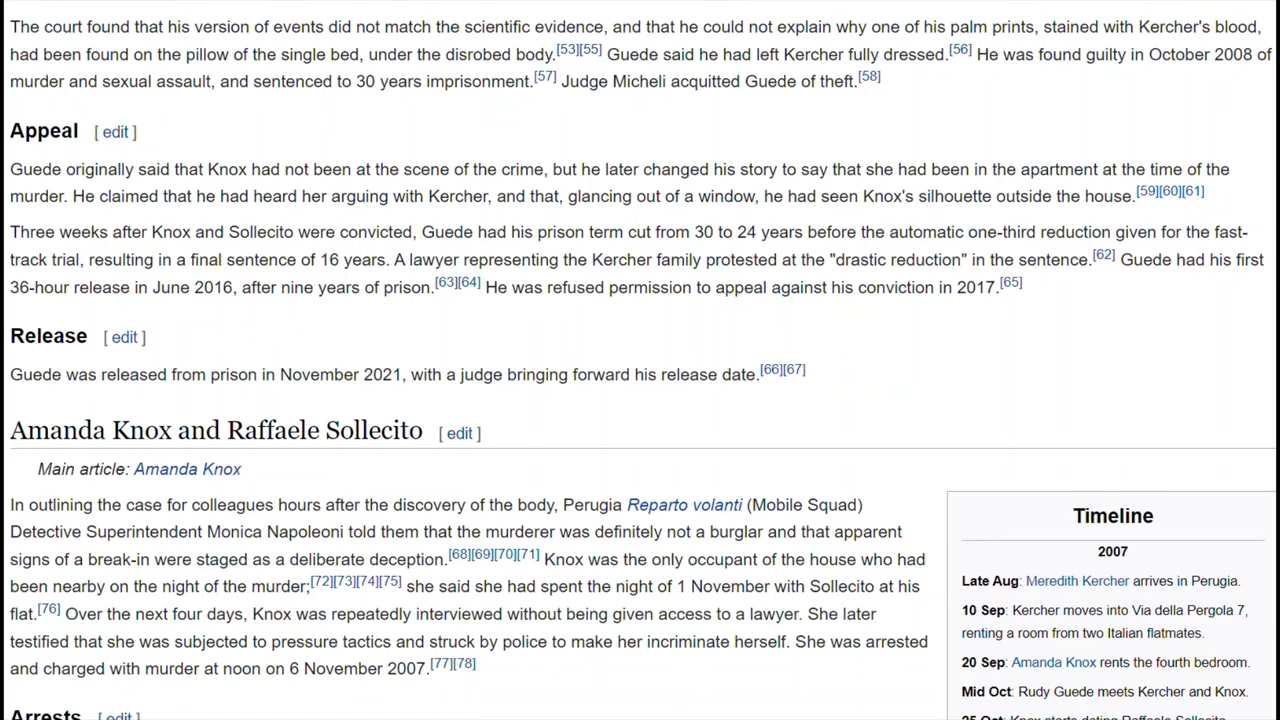 The court found that his version of events did not match the scientific evidence, and that he could not explain why one of his palm prints, stained with Kercher's blood,
had been found on the pillow of the single bed, under the disrobed body.[53][55] Guede said he had left Kercher fully dressed.[56] He was found guilty in October 2008 of
murder and sexual assault, and sentenced to 30 years imprisonment.[57] Judge Micheli acquitted Guede of theft.[58]
Appeal [ edit ]
Guede originally said that Knox had not been at the scene of the crime, but he later changed his story to say that she had been in the apartment at the time of the
murder. He claimed that he had heard her arguing with Kercher, and that, glancing out of a window, he had seen Knox's silhouette outside the house.[59][60][61]
Three weeks after Knox and Sollecito were convicted, Guede had his prison term cut from 30 to 24 years before the automatic one-third reduction given for the fast-
track trial, resulting in a final sentence of 16 years. A lawyer representing the Kercher family protested at the "drastic reduction" in the sentence.[62] Guede had his first
36-hour release in June 2016, after nine years of prison.[63][64] He was refused permission to appeal against his conviction in 2017.[65]
Release [ edit ]
Guede was released from prison in November 2021, with a judge bringing forward his release date.[66][67]
Amanda Knox and Raffaele Sollecito [ edit ]
Main article: Amanda Knox
In outlining the case for colleagues hours after the discovery of the body, Perugia Reparto volanti (Mobile Squad)
Detective Superintendent Monica Napoleoni told them that the murderer was definitely not a burglar and that apparent
signs of a break-in were staged as a deliberate deception.[68][69][70][71] Knox was the only occupant of the house who had
been nearby on the night of the murder;[72][73][74][75] she said she had spent the night of 1 November with Sollecito at his
flat.[76] Over the next four days, Knox was repeatedly interviewed without being given access to a lawyer. She later
testified that she was subjected to pressure tactics and struck by police to make her incriminate herself. She was arrested
and charged with murder at noon on 6 November 2007.[77][78]
Arrests [ edit ]
Timeline
2007
Late Aug: Meredith Kercher arrives in Perugia.
10 Sep: Kercher moves into Via della Pergola 7,
renting a room from two Italian flatmates.
20 Sep: Amanda Knox rents the fourth bedroom.
Mid Oct: Rudy Guede meets Kercher and Knox.
25 Oct: Knox starts dating Raffaele Sollecito.